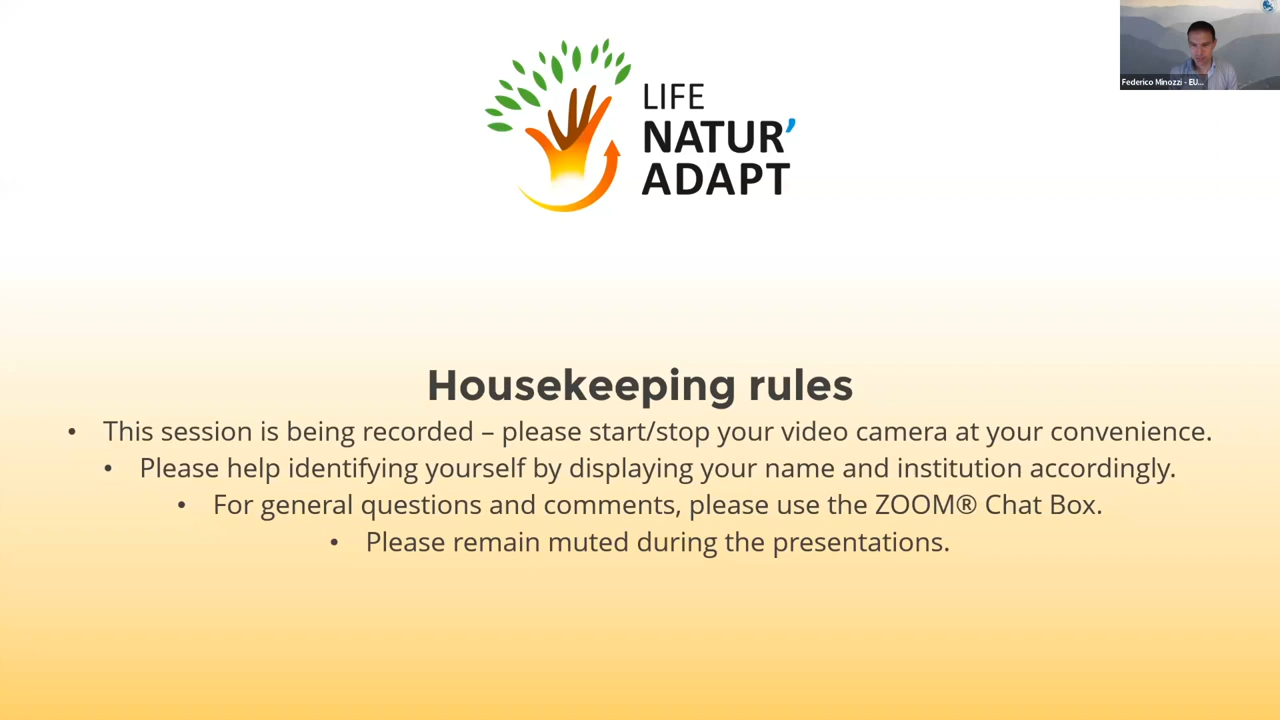 LIFE
NATUR’
ADAPT
Federico Minozzi - EU...
Housekeeping rules
• This session is being recorded – please start/stop your video camera at your convenience.
• Please help identifying yourself by displaying your name and institution accordingly.
• For general questions and comments, please use the ZOOM® Chat Box.
• Please remain muted during the presentations.